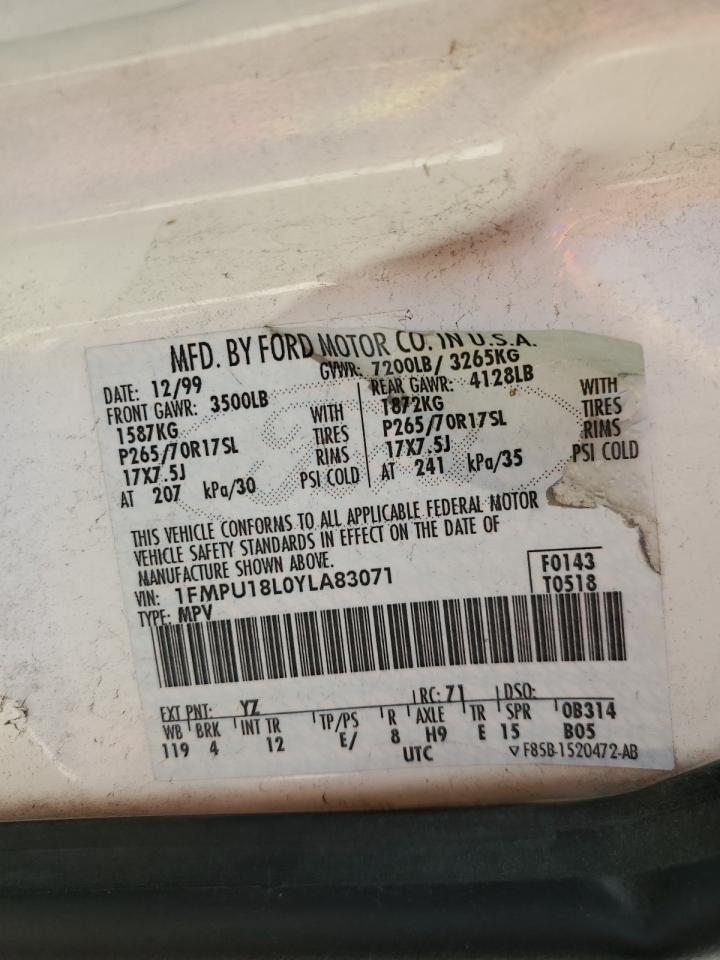 MFD. BY FORD MOTOR CO. IN U.S.A.
DATE: 12/99 GVWR: 7200LB/ 3265KG
FRONT GAWR: 3500LB REAR GAWR: 4128LB
1587KG WITH 1872KG WITH
P265/70R17SL TIRES P265/70R17SL TIRES
17X7.5J RIMS 17X7.5J RIMS
AT 207 kPa/30 PSI COLD AT 241 kPa/35 PSI COLD
THIS VEHICLE CONFORMS TO ALL APPLICABLE FEDERAL MOTOR
VEHICLE SAFETY STANDARDS IN EFFECT ON THE DATE OF
MANUFACTURE SHOWN ABOVE.
VIN: 1FMPU18L0YLA83071 F0143
TYPE: MPV T0518
EXT PNT: YZ RC: 71 DSO:
WB BRK INT TR TP/PS R AXLE TR SPR 0B314
119 4 12 E/ 8 H9 E 15 B05
UTC ▽F85B-1520472-AB